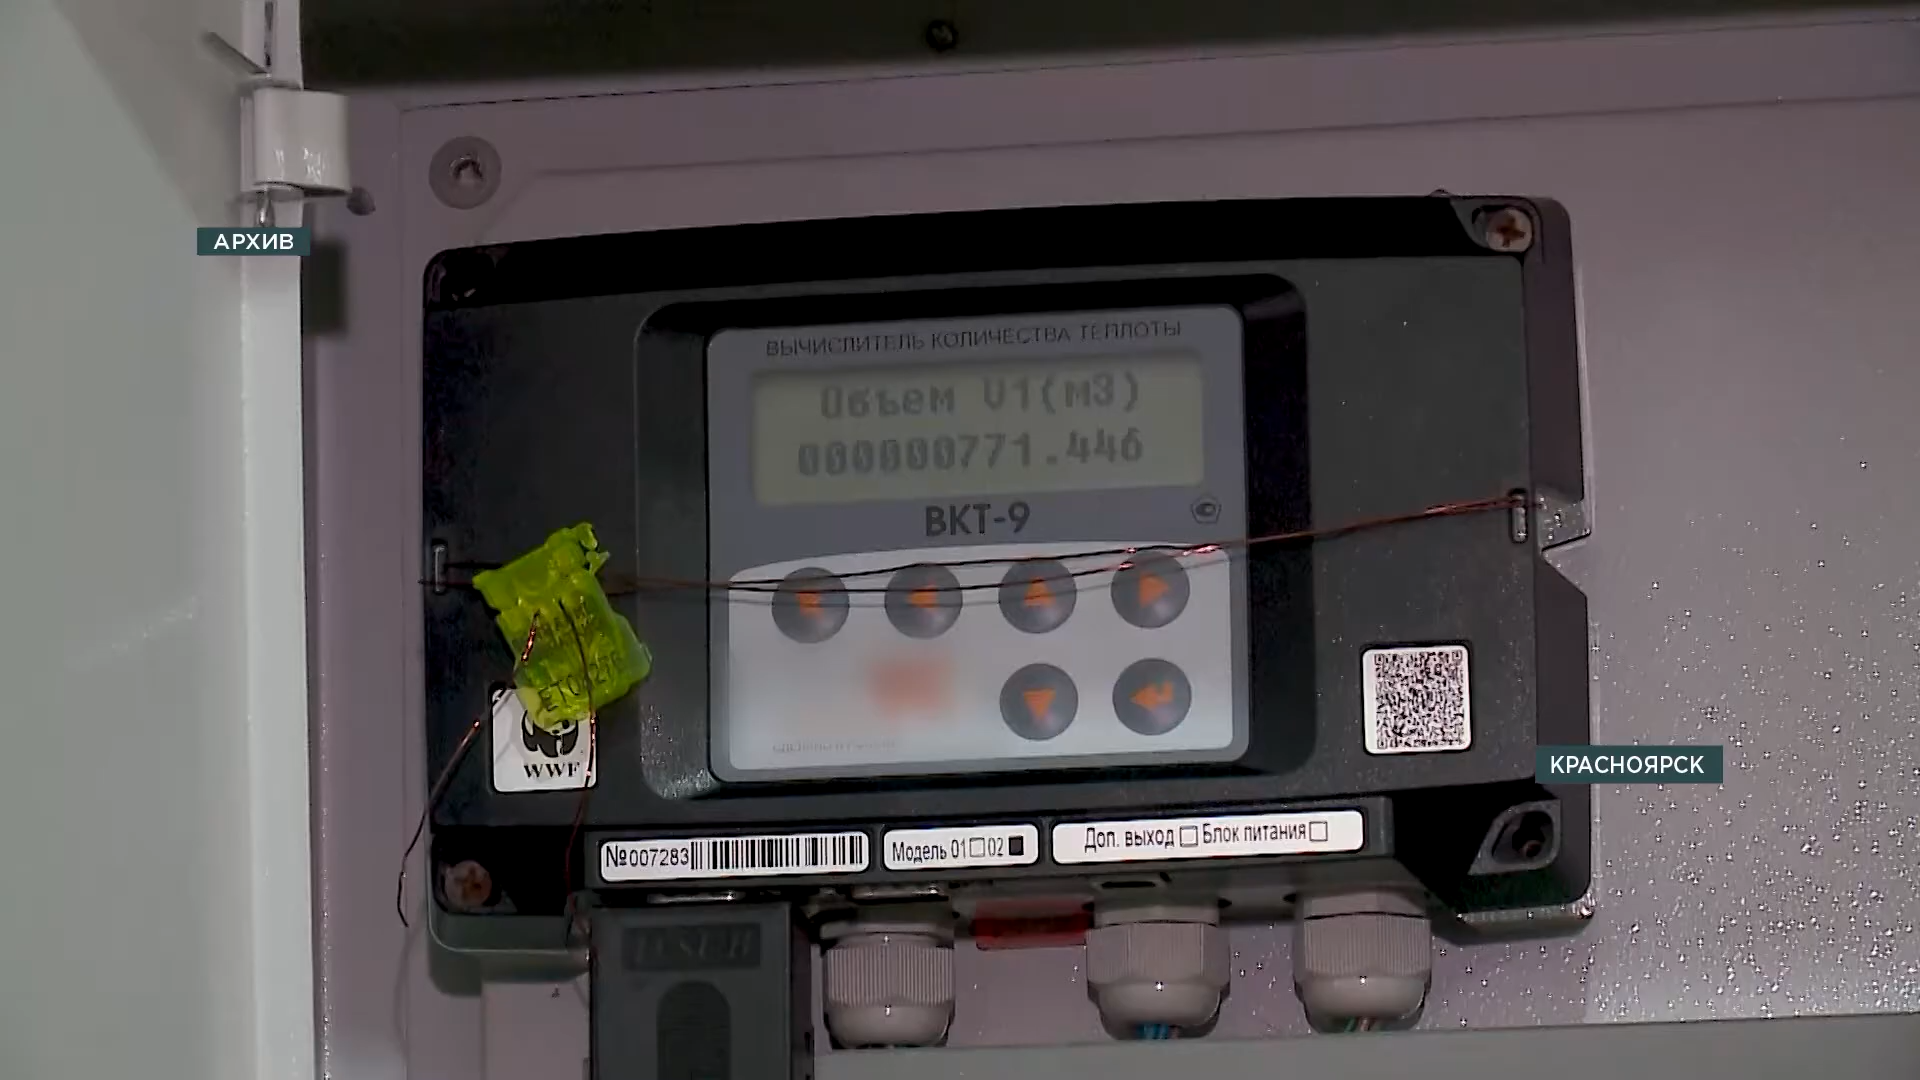 АРХИВ
ВЫЧИСЛИТЕЛЬ КОЛИЧЕСТВА ТЕПЛОТЫ
Объем V1(м3)
000000771.446
ВКТ-9
WWF
№007283
Модель 01 02
Доп. выход Блок питания
КРАСНОЯРСК